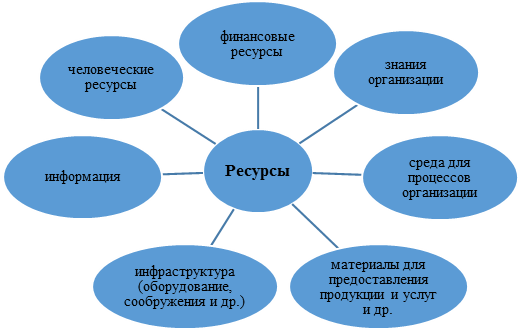 финансовые
ресурсы
человеческие
ресурсы
знания
организации
Ресурсы
информация
среда для
процессов
организации
инфраструктура
(оборудование,
сообружения и др.)
материалы для
предоставления
продукции и услуг
и др.